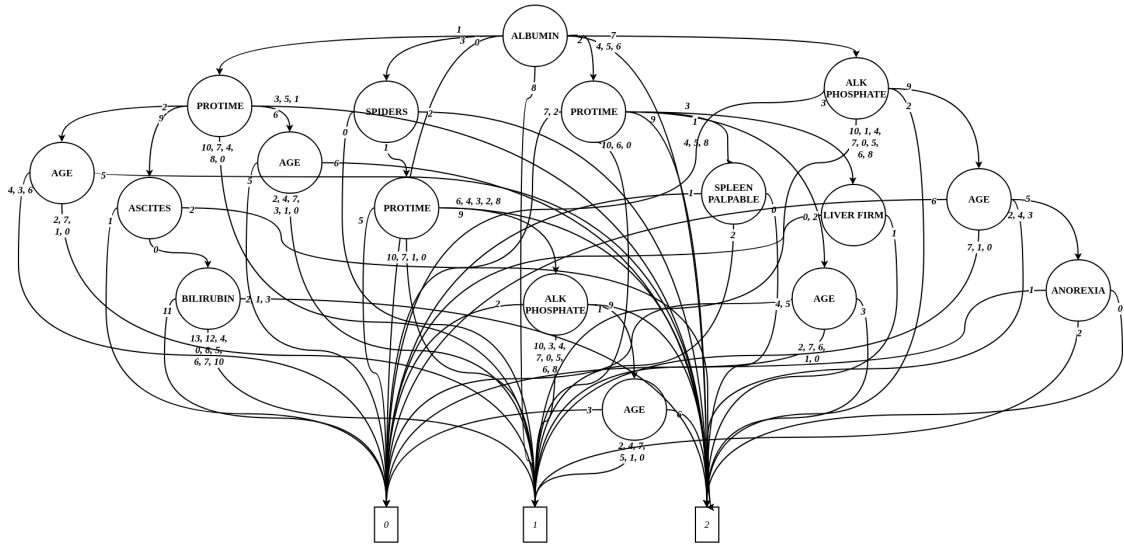 ALBUMIN
1
3
0
2
7
4, 5, 6
8
ALK
PHOSPHATE
9
2
3
10, 1, 4,
7, 0, 5,
6, 8
PROTIME
2
9
3, 5, 1
6
10, 7, 4,
8, 0
SPIDERS
0
2
1
PROTIME
7, 2
3
1
9
4, 5, 8
10, 6, 0
AGE
4, 3, 6
5
2, 7,
1, 0
AGE
5
6
2, 4, 7,
3, 1, 0
ASCITES
1
2
0
PROTIME
5
6, 4, 3, 2, 8
9
10, 7, 1, 0
SPLEEN
PALPABLE
1
0
2
LIVER FIRM
0, 2
1
AGE
6
5
2, 4, 3
7, 1, 0
BILIRUBIN
11
2, 1, 3
13, 12, 4,
0, 8, 5,
6, 7, 10
ALK
PHOSPHATE
2
9
1
10, 3, 4,
7, 0, 5,
6, 8
AGE
4, 5
3
2, 7, 6,
1, 0
ANOREXIA
1
0
2
AGE
3
6
2, 4, 7,
5, 1, 0
0
1
2